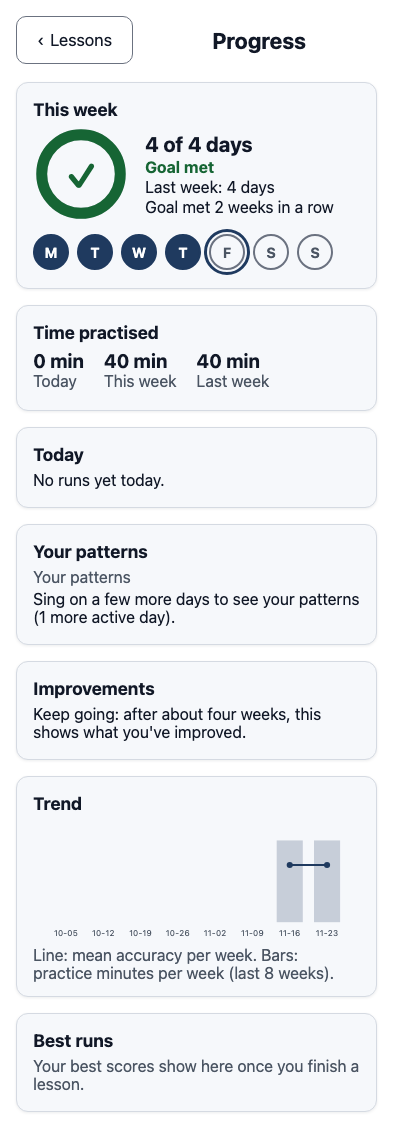 ‹ Lessons
Progress
This week
4 of 4 days
Goal met
Last week: 4 days
Goal met 2 weeks in a row
M T W T F S S
Time practised
0 min 40 min 40 min
Today This week Last week
Today
No runs yet today.
Your patterns
Your patterns
Sing on a few more days to see your patterns
(1 more active day).
Improvements
Keep going: after about four weeks, this
shows what you've improved.
Trend
10-05 10-12 10-19 10-26 11-02 11-09 11-16 11-23
Line: mean accuracy per week. Bars:
practice minutes per week (last 8 weeks).
Best runs
Your best scores show here once you finish a
lesson.